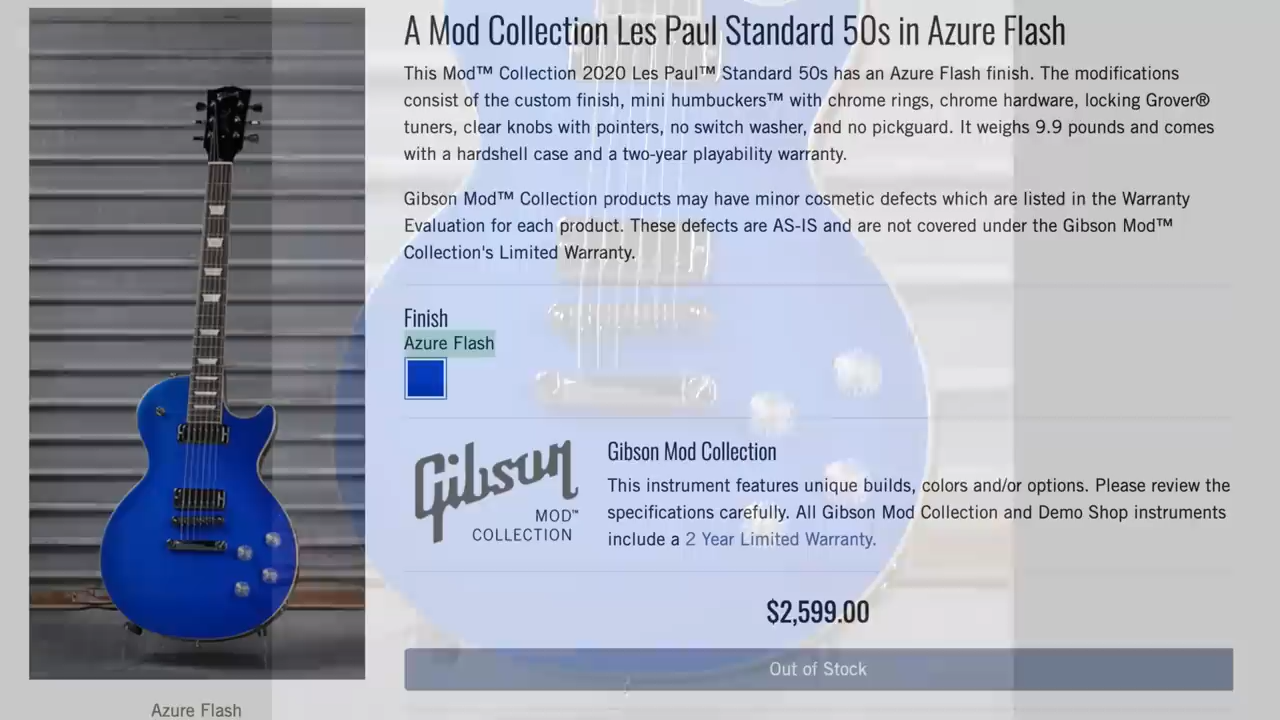 A Mod Collection Les Paul Standard 50s in Azure Flash
This Mod™ Collection 2020 Les Paul™ Standard 50s has an Azure Flash finish. The modifications
consist of the custom finish, mini humbuckers™ with chrome rings, chrome hardware, locking Grover®
tuners, clear knobs with pointers, no switch washer, and no pickguard. It weighs 9.9 pounds and comes
with a hardshell case and a two-year playability warranty.
Gibson Mod™ Collection products may have minor cosmetic defects which are listed in the Warranty
Evaluation for each product. These defects are AS-IS and are not covered under the Gibson Mod™
Collection's Limited Warranty.
Finish
Azure Flash
Gibson
MOD™
COLLECTION
Gibson Mod Collection
This instrument features unique builds, colors and/or options. Please review the
specifications carefully. All Gibson Mod Collection and Demo Shop instruments
include a 2 Year Limited Warranty.
$2,599.00
Out of Stock
Azure Flash